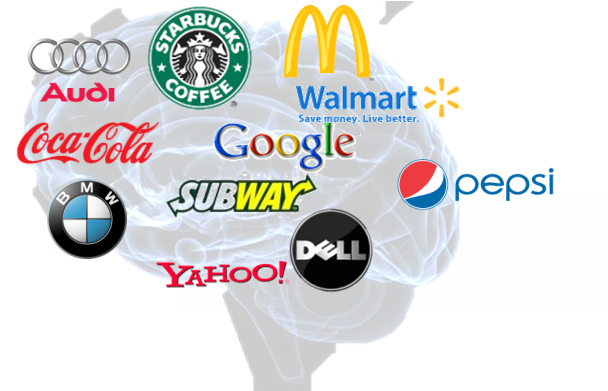 STARBUCKS
COFFEE
®
Audi
Walmart
Save money. Live better.
Coca-Cola
Google
pepsi
BMW
SUBWAY
DELL
YAHOO!